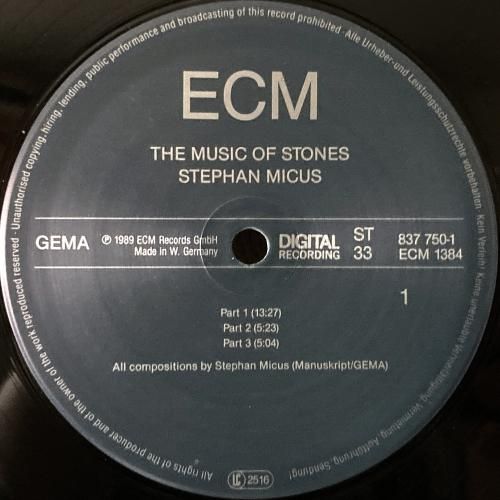 All rights of the producer and of the owner of the work reproduced reserved · Unauthorised copying, hiring, lending, public performance and broadcasting of this record prohibited · Alle Urheber- und Leistungsschutzrechte vorbehalten. Kein Verleih! Keine unerlaubte Vervielfältigung, Vermietung, Aufführung, Sendung!
ECM
THE MUSIC OF STONES
STEPHAN MICUS
GEMA
℗ 1989 ECM Records GmbH
Made in W. Germany
DIGITAL
RECORDING
ST
33
837 750-1
ECM 1384
1
Part 1 (13:27)
Part 2 (5:23)
Part 3 (5:04)
All compositions by Stephan Micus (Manuskript/GEMA)
LC 2516